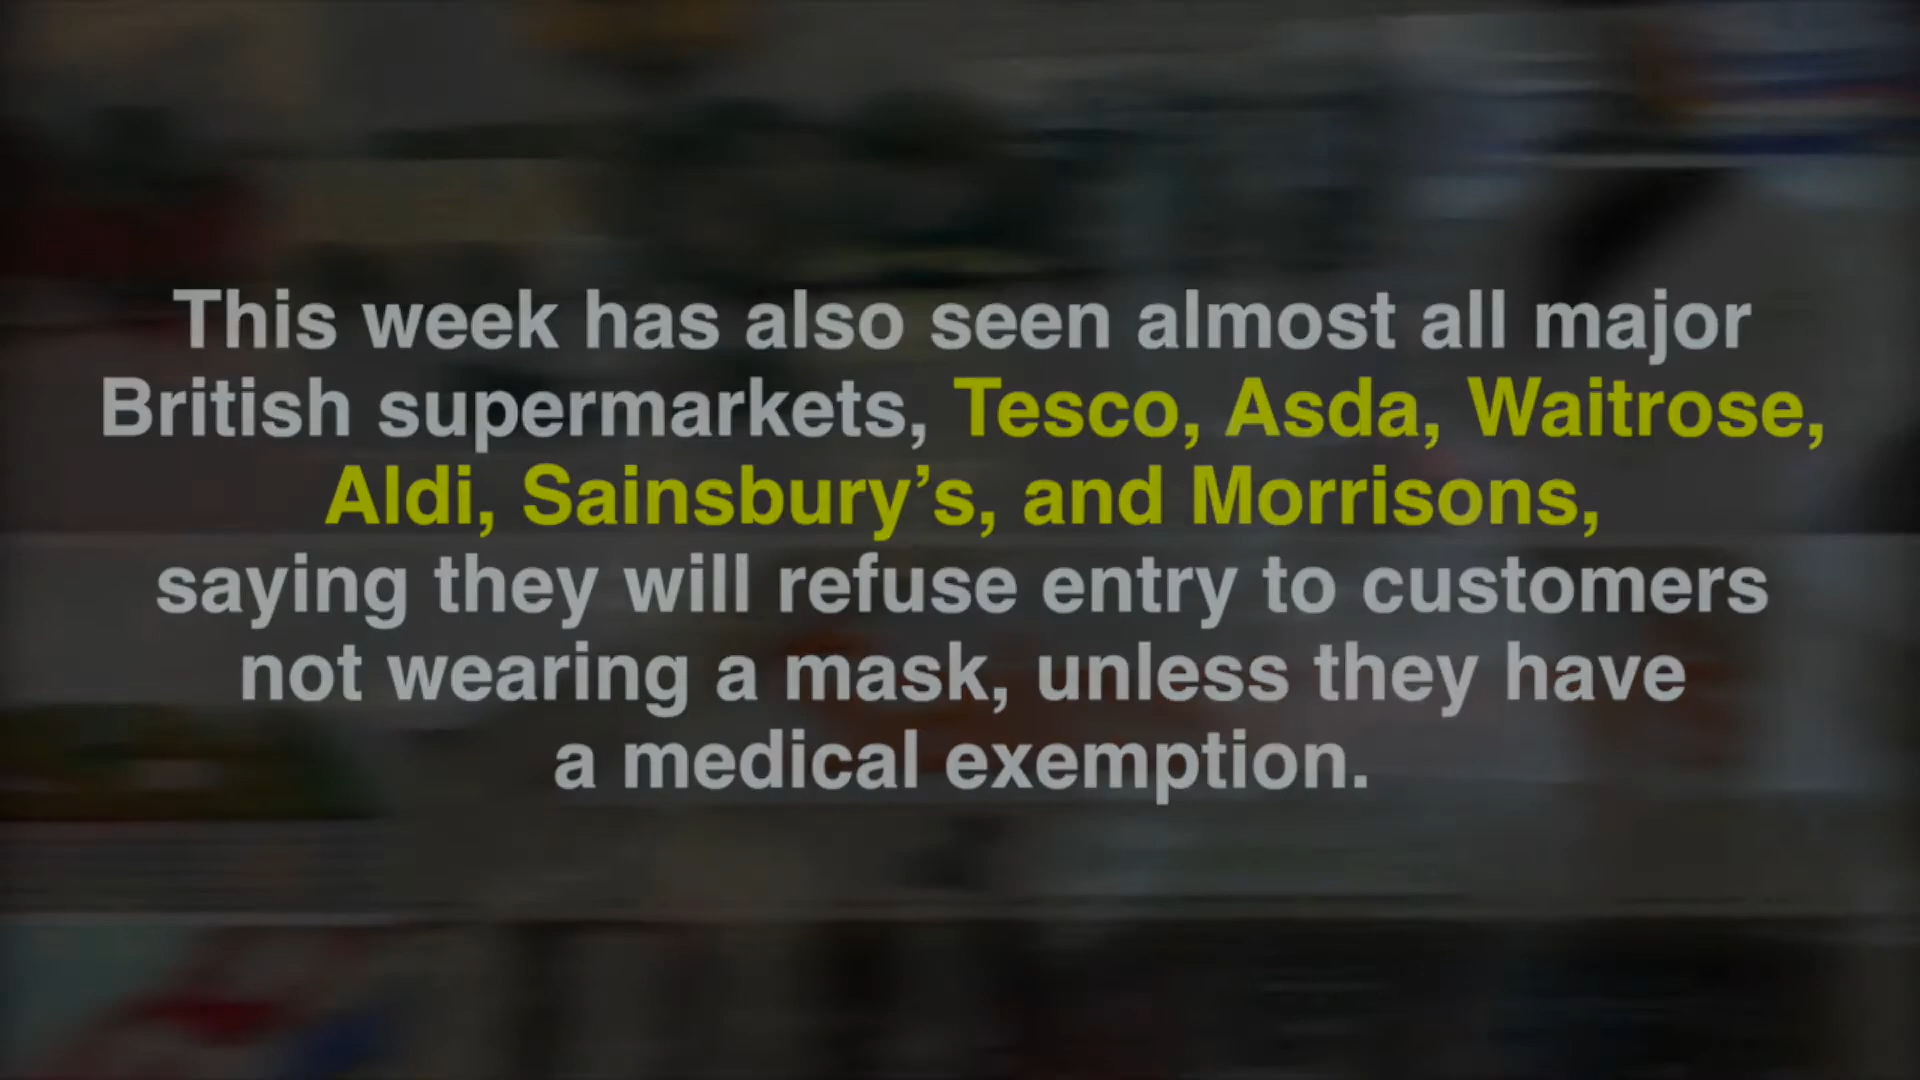 This week has also seen almost all major
British supermarkets, Tesco, Asda, Waitrose,
Aldi, Sainsbury’s, and Morrisons,
saying they will refuse entry to customers
not wearing a mask, unless they have
a medical exemption.